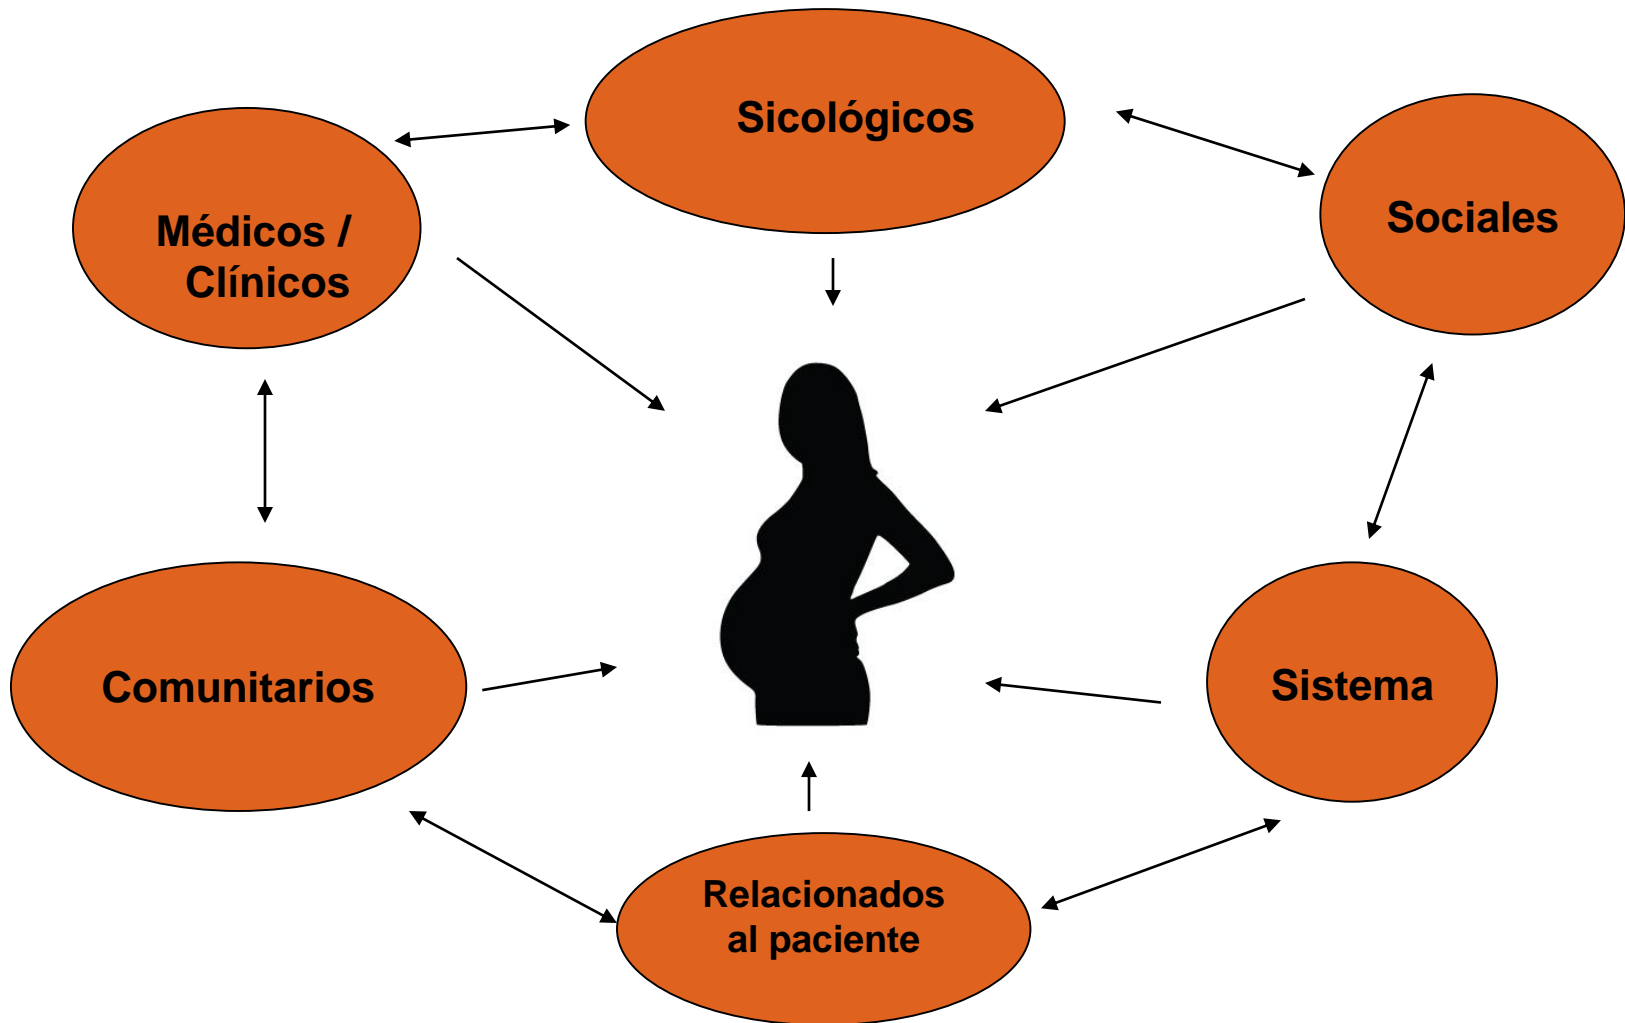 Sicológicos
Médicos /
Clínicos
Sociales
Comunitarios
Sistema
Relacionados
al paciente